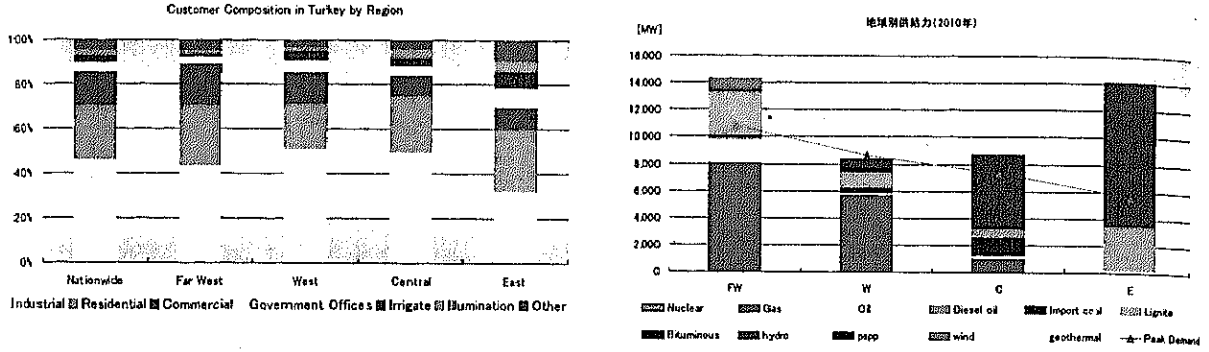 Customer Composition in Turkey by Region
100%
80%
60%
40%
20%
0%
Nationwide Far West West Central East
Industrial Residential Commercial Government Offices Irrigate Illumination Other
地域別供給力(2010年)
[MW]
16.000
14.000
12.000
10.000
8.000
6.000
4.000
2.000
0
FW W C E
Nuclear Gas Oil Diesel oil Import coal Lignite
Bituminous hydro pspp wind geothermal Peak Demand